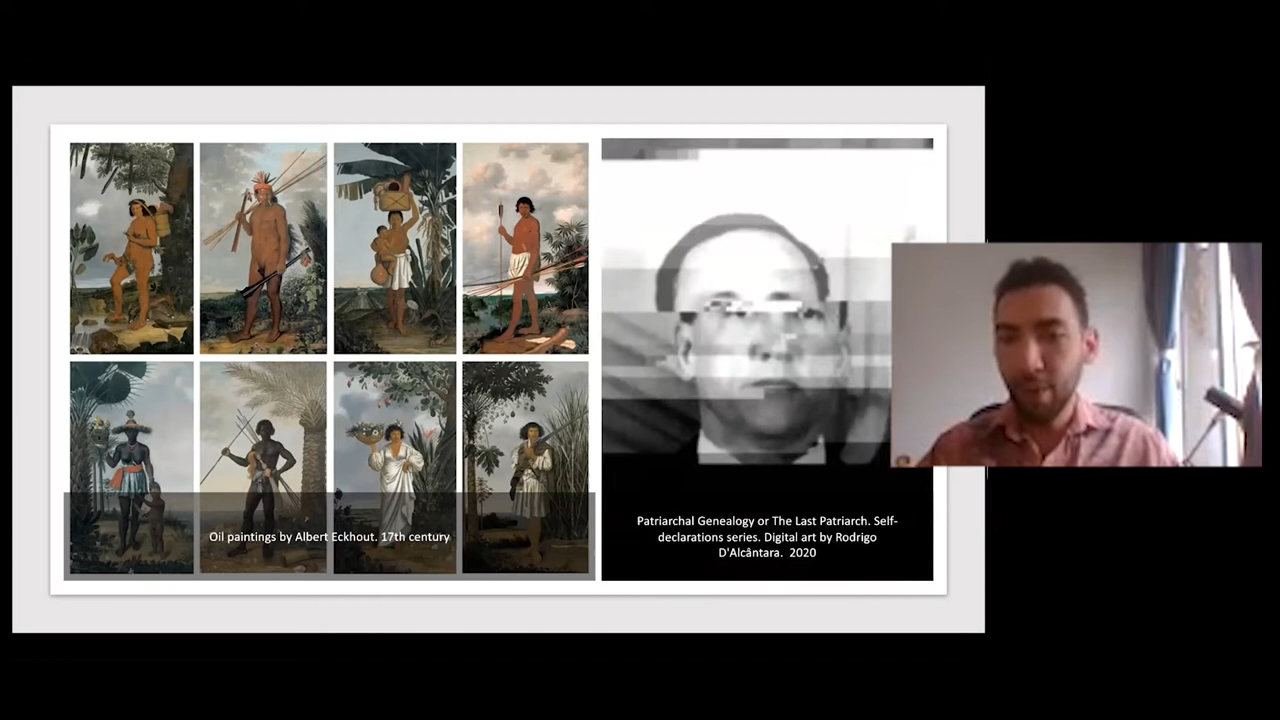 Oil paintings by Albert Eckhout. 17th century
Patriarchal Genealogy or The Last Patriarch. Self-
declarations series. Digital art by Rodrigo
D'Alcântara. 2020